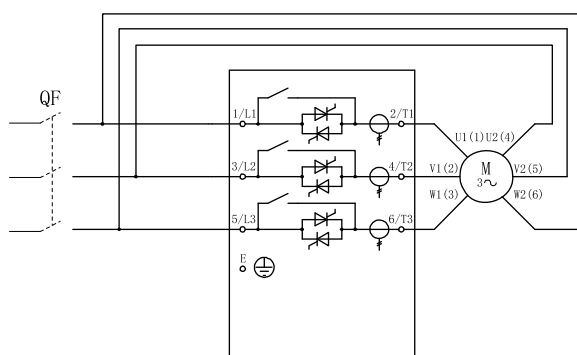 QF
1/L1
2/T1
U1(1) U2(4)
3/L2
4/T2
V1(2)
M
3~
V2(5)
W1(3)
W2(6)
5/L3
6/T3
E